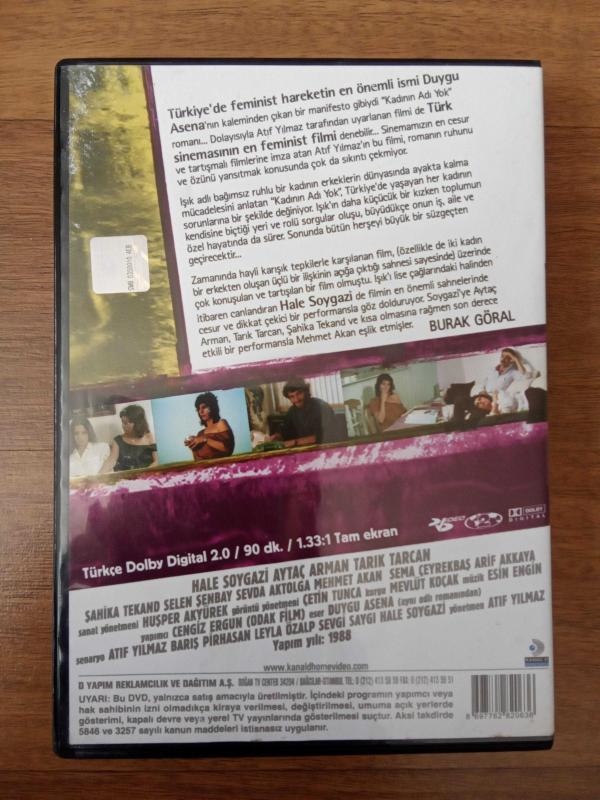 Türkiye'de feminist hareketin en önemli ismi Duygu
Asena'nın kaleminden çıkan bir manifesto gibiydi "Kadının Adı Yok"
romanı... Dolayısıyla Atıf Yılmaz tarafından uyarlanan filmi de Türk
sinemasının en feminist filmi denebilir... Sinemamızın en cesur
ve tartışmalı filmlerine imza atan Atıf Yılmaz'ın bu filmi, romanın ruhunu
ve özünü yansıtmak konusunda çok da sıkıntı çekmiyor.
Işık adlı bağımsız ruhlu bir kadının erkeklerin dünyasında ayakta kalma
mücadelesini anlatan "Kadının Adı Yok", Türkiye'de yaşayan her kadının
sorunlarına bir şekilde değiniyor. Işık'ın daha küçücük bir kızken toplumun
kendisine biçtiği yeri ve rolü sorgular oluşu, büyüdükçe onun iş, aile ve
özel hayatında da sürer. Sonunda bütün herşeyi büyük bir süzgeçten
geçirecektir...
Zamanında hayli karışık tepkilerle karşılanan film, (özellikle de iki kadın
bir erkekten oluşan üçlü bir ilişkinin açığa çıktığı sahnesi sayesinde) üzerinde
çok konuşulan ve tartışılan bir film olmuştu. Işık'ı lise çağlarındaki halinden
itibaren canlandıran Hale Soygazi de filmin en önemli sahnelerinde
cesur ve dikkat çekici bir performansla göz dolduruyor. Soygazi'ye Aytaç
Arman, Tarık Tarcan, Şahika Tekand ve kısa olmasına rağmen son derece
etkili bir performansla Mehmet Akan eşlik etmişler.
BURAK GÖRAL
Türkçe Dolby Digital 2.0 / 90 dk. / 1.33:1 Tam ekran
VIDEO
DOLBY
DIGITAL
HALE SOYGAZİ AYTAÇ ARMAN TARIK TARCAN
ŞAHİKA TEKAND SELEN ŞENBAY SEVDA AKTOLGA MEHMET AKAN SEMA ÇEYREKBAŞ ARİF AKKAYA
sanat yönetmeni HUŞPER AKYÜREK görüntü yönetmeni ÇETİN TUNCA kurgu MEVLÜT KOÇAK müzik ESİN ENGİN
yapımcı CENGİZ ERGUN (ODAK FİLM) eser DUYGU ASENA (aynı adlı romanından)
senaryo ATIF YILMAZ BARIŞ PİRHASAN LEYLA ÖZALP SEVGİ SAYGI HALE SOYGAZİ yönetmen ATIF YILMAZ
Yapım yılı: 1988
www.kanaldhomevideo.com
D YAPIM REKLAMCILIK VE DAĞITIM A.Ş. DOĞAN TV CENTER 34204 / BAĞCILAR-İSTANBUL
UYARI: Bu DVD, yalnızca satış amacıyla üretilmiştir. İçindeki programın yapımcı veya
hak sahibinin izni olmadıkça kiraya verilmesi, değiştirilmesi, umuma açık yerlerde
gösterimi, kapalı devre veya yerel TV yayınlarında gösterilmesi suçtur. Aksi takdirde
5846 ve 3257 sayılı kanun maddeleri istisnasız uygulanır.
8 697762 820638